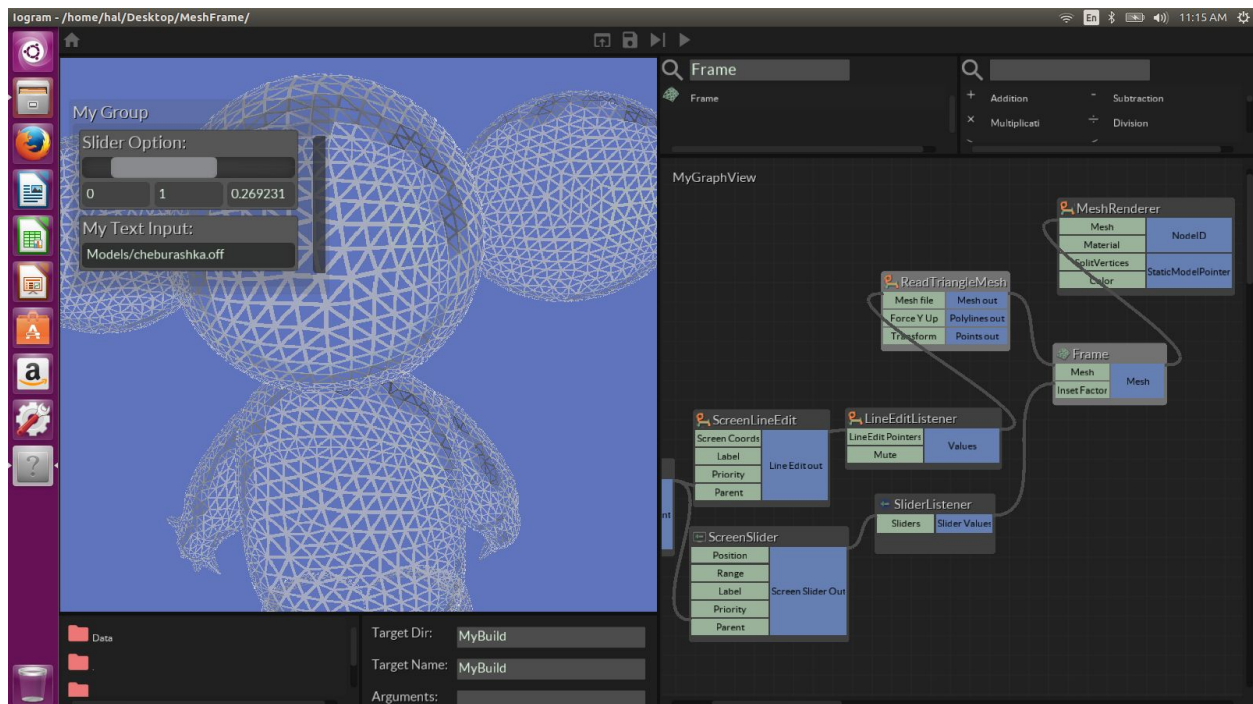 Iogram - /home/hal/Desktop/MeshFrame/
En
11:15 AM
My Group
Slider Option:
0 1 0.269231
My Text Input:
Models/cheburashka.off
Frame
Frame
+ Addition - Subtraction
× Multiplicati ÷ Division
MyGraphView
MeshRenderer
Mesh
Material
SplitVertices
Color
NodeID
StaticModelPointer
ReadTriangleMesh
Mesh file Mesh out
Force Y Up Polylines out
Transform Points out
Frame
Mesh
Inset Factor
Mesh
ScreenLineEdit
Screen Coords
Label
Priority
Parent
Line Edit out
LineEditListener
LineEdit Pointers
Mute
Values
SliderListener
Sliders Slider Values
ScreenSlider
Position
Range
Label
Priority
Parent
Screen Slider Out
nt
Data
.
Target Dir: MyBuild
Target Name: MyBuild
Arguments: